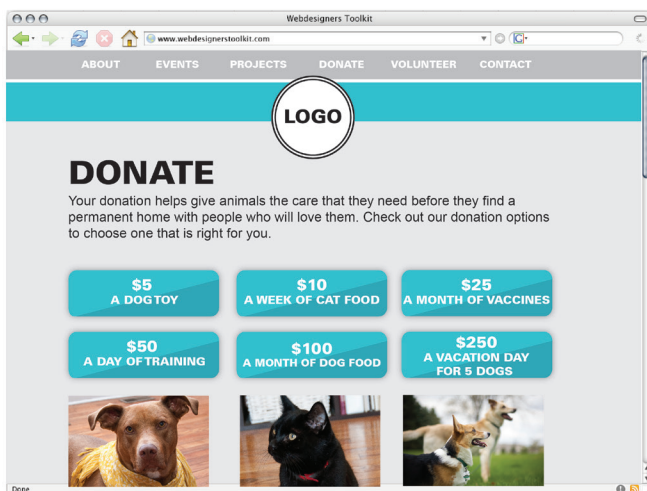 Webdesigners Toolkit
www.webdesignerstoolkit.com
ABOUT EVENTS PROJECTS DONATE VOLUNTEER CONTACT
LOGO
DONATE
Your donation helps give animals the care that they need before they find a
permanent home with people who will love them. Check out our donation options
to choose one that is right for you.
$5
A DOG TOY
$10
A WEEK OF CAT FOOD
$25
A MONTH OF VACCINES
$50
A DAY OF TRAINING
$100
A MONTH OF DOG FOOD
$250
A VACATION DAY
FOR 5 DOGS
Done